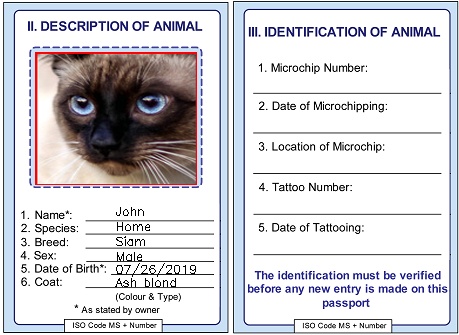 II. DESCRIPTION OF ANIMAL
1. Name*: John
2. Species: Home
3. Breed: Siam
4. Sex: Male
5. Date of Birth*: 07/26/2019
6. Coat: Ash blond
(Colour & Type)
* As stated by owner
ISO Code MS + Number
III. IDENTIFICATION OF ANIMAL
1. Microchip Number:
2. Date of Microchipping:
3. Location of Microchip:
4. Tattoo Number:
5. Date of Tattooing:
The identification must be verified
before any new entry is made on this
passport
ISO Code MS + Number